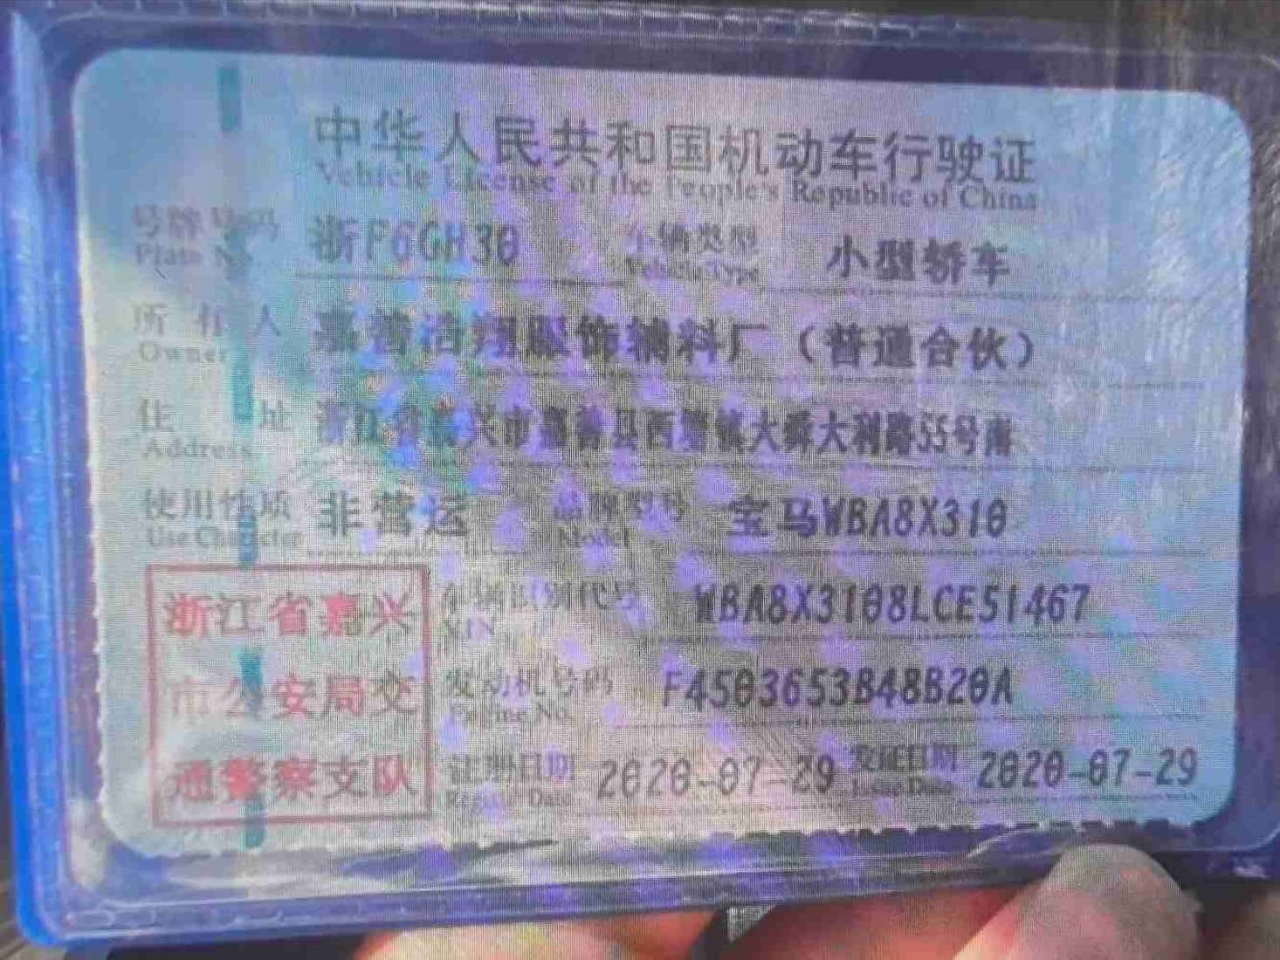 中华人民共和国机动车行驶证
Vehicle License of the People's Republic of China
号牌号码 浙F6GH30 车辆类型 小型轿车
Plate No. Vehicle Type
所有人 嘉善浩翔服饰辅料厂（普通合伙）
Owner
住址 浙江省嘉兴市嘉善县西塘镇大舜大利路55号南
Address
使用性质 非营运 品牌型号 宝马WBA8X310
Use Character Model
浙江省嘉兴
市公安局交
通警察支队
车辆识别代号 WBA8X3108LCE51467
VIN
发动机号码 F4503653B48B20A
Engine No.
注册日期 2020-07-29 发证日期 2020-07-29
Register Date Issue Date